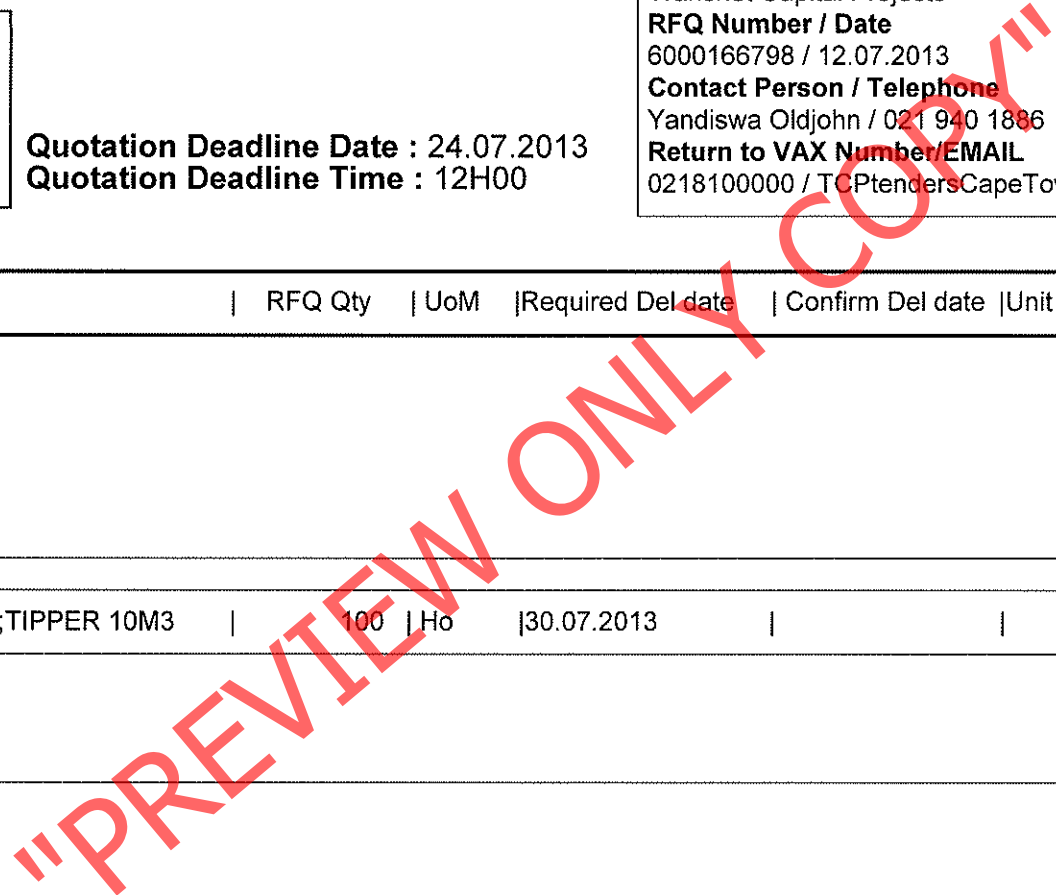 RFQ Number / Date
6000166798 / 12.07.2013
Contact Person / Telephone
Yandiswa Oldjohn / 021 940 1886
Return to VAX Number/EMAIL
0218100000 / TCPtendersCapeTo
Quotation Deadline Date : 24.07.2013
Quotation Deadline Time : 12H00
| RFQ Qty | UoM |Required Del date | Confirm Del date |Unit
;TIPPER 10M3 | 100 | Ho |30.07.2013 | |
"PREVIEW ONLY COPY"